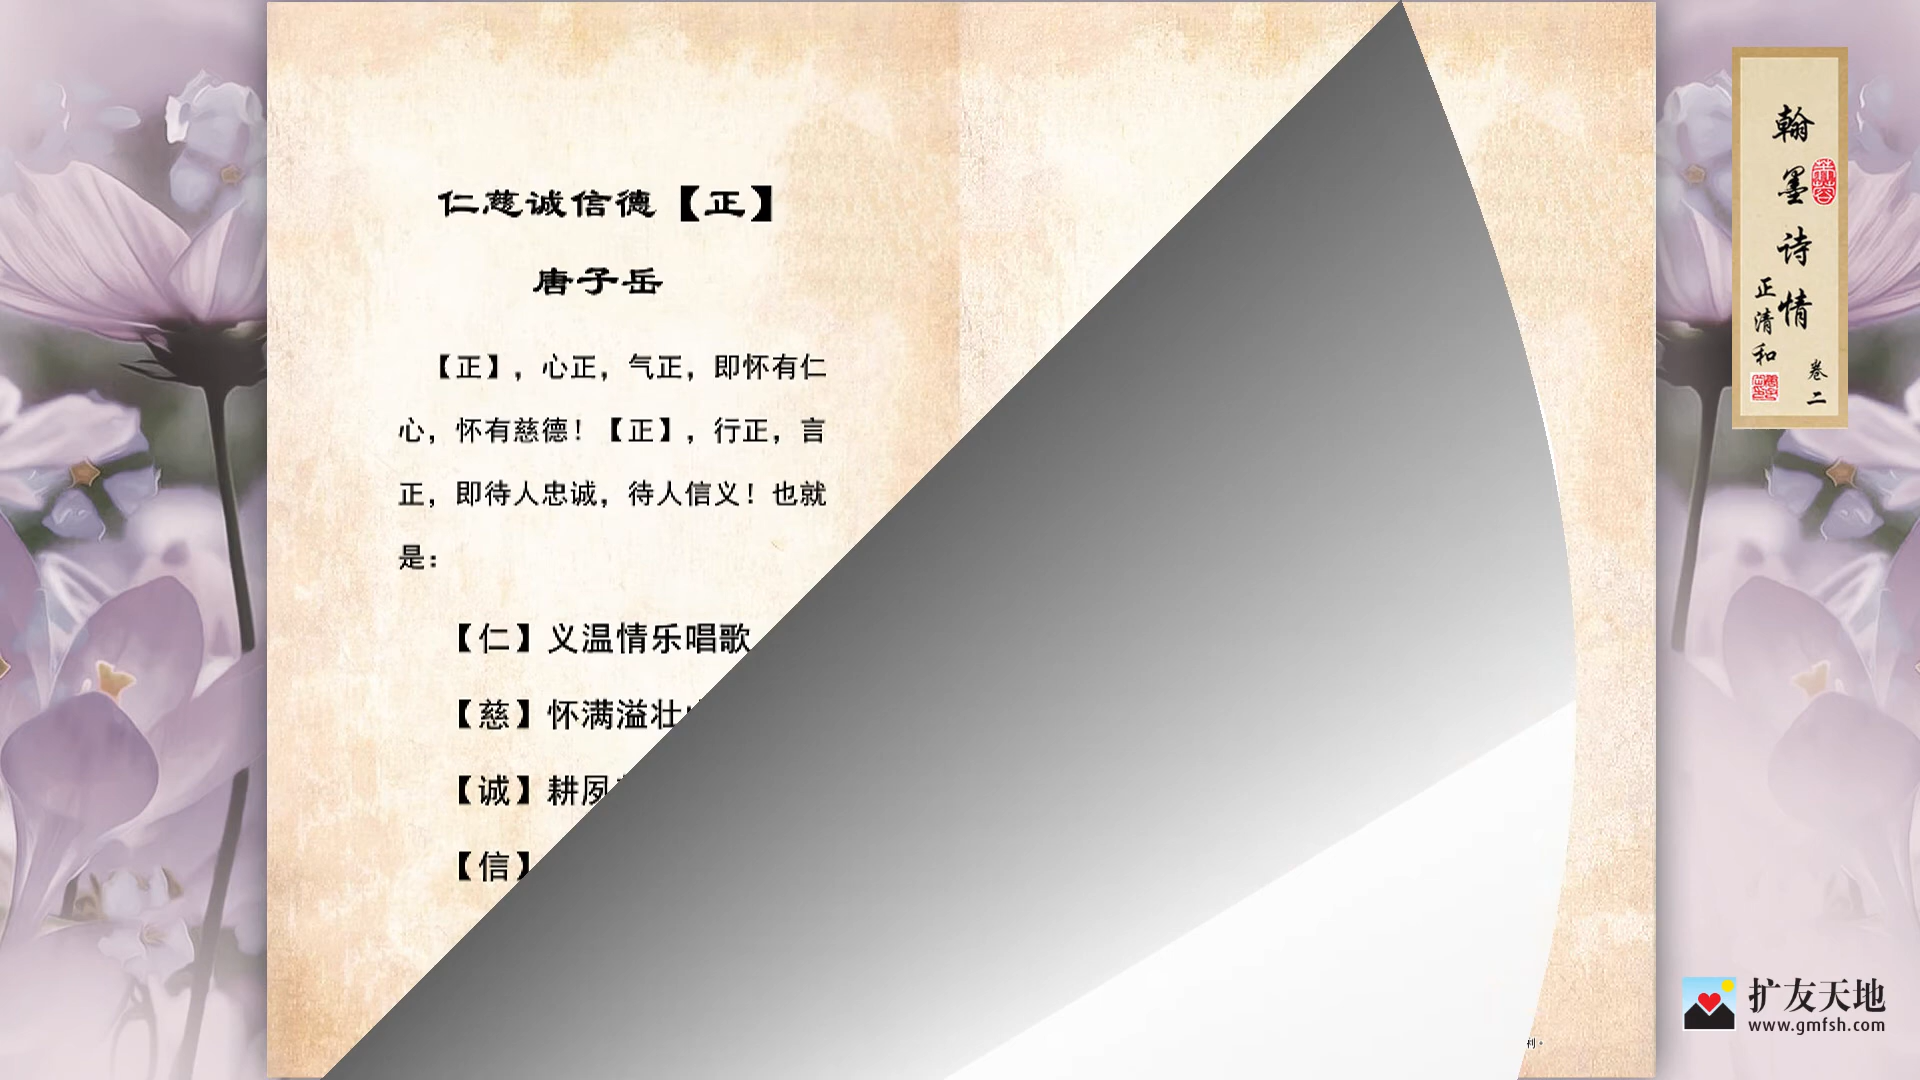 仁慈诚信德【正】
唐子岳
【正】，心正，气正，即怀有仁
心，怀有慈德！【正】，行正，言
正，即待人忠诚，待人信义！也就
是：
【仁】义温情乐唱歌
【慈】怀满溢壮
【诚】耕夙
【信】
翰墨诗情
正清和
卷二
利。
扩友天地
www.gmfsh.com